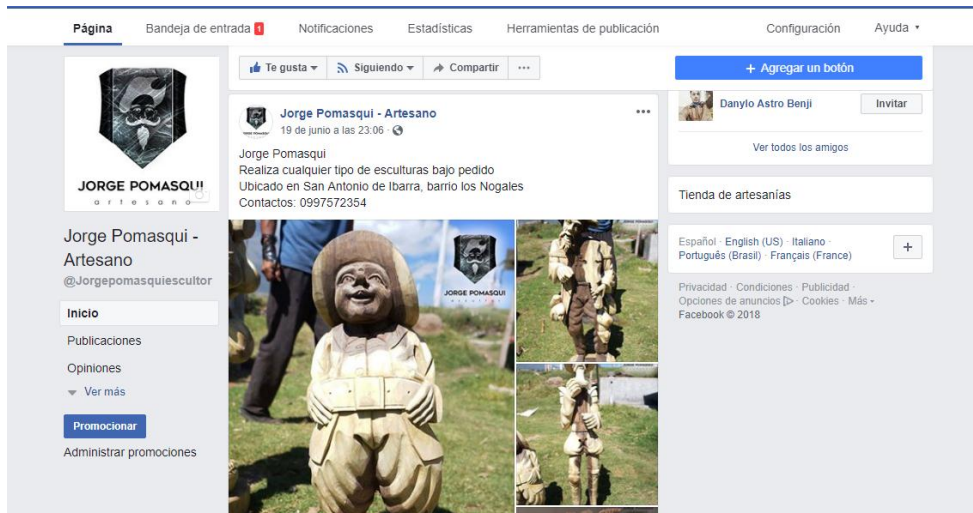 Página Bandeja de entrada 1 Notificaciones Estadísticas Herramientas de publicación Configuración Ayuda
JORGE POMASQUI
artesano
Jorge Pomasqui -
Artesano
@Jorgepomasquiescultor
Inicio
Publicaciones
Opiniones
Ver más
Promocionar
Administrar promociones
Te gusta Siguiendo Compartir ...
Jorge Pomasqui - Artesano
19 de junio a las 23:06 ·
Jorge Pomasqui
Realiza cualquier tipo de esculturas bajo pedido
Ubicado en San Antonio de Ibarra, barrio los Nogales
Contactos: 0997572354
JORGE POMASQUI
+ Agregar un botón
Danylo Astro Benji Invitar
Ver todos los amigos
Tienda de artesanías
Español · English (US) · Italiano ·
Português (Brasil) · Français (France)
+
Privacidad · Condiciones · Publicidad ·
Opciones de anuncios · Cookies · Más
Facebook © 2018